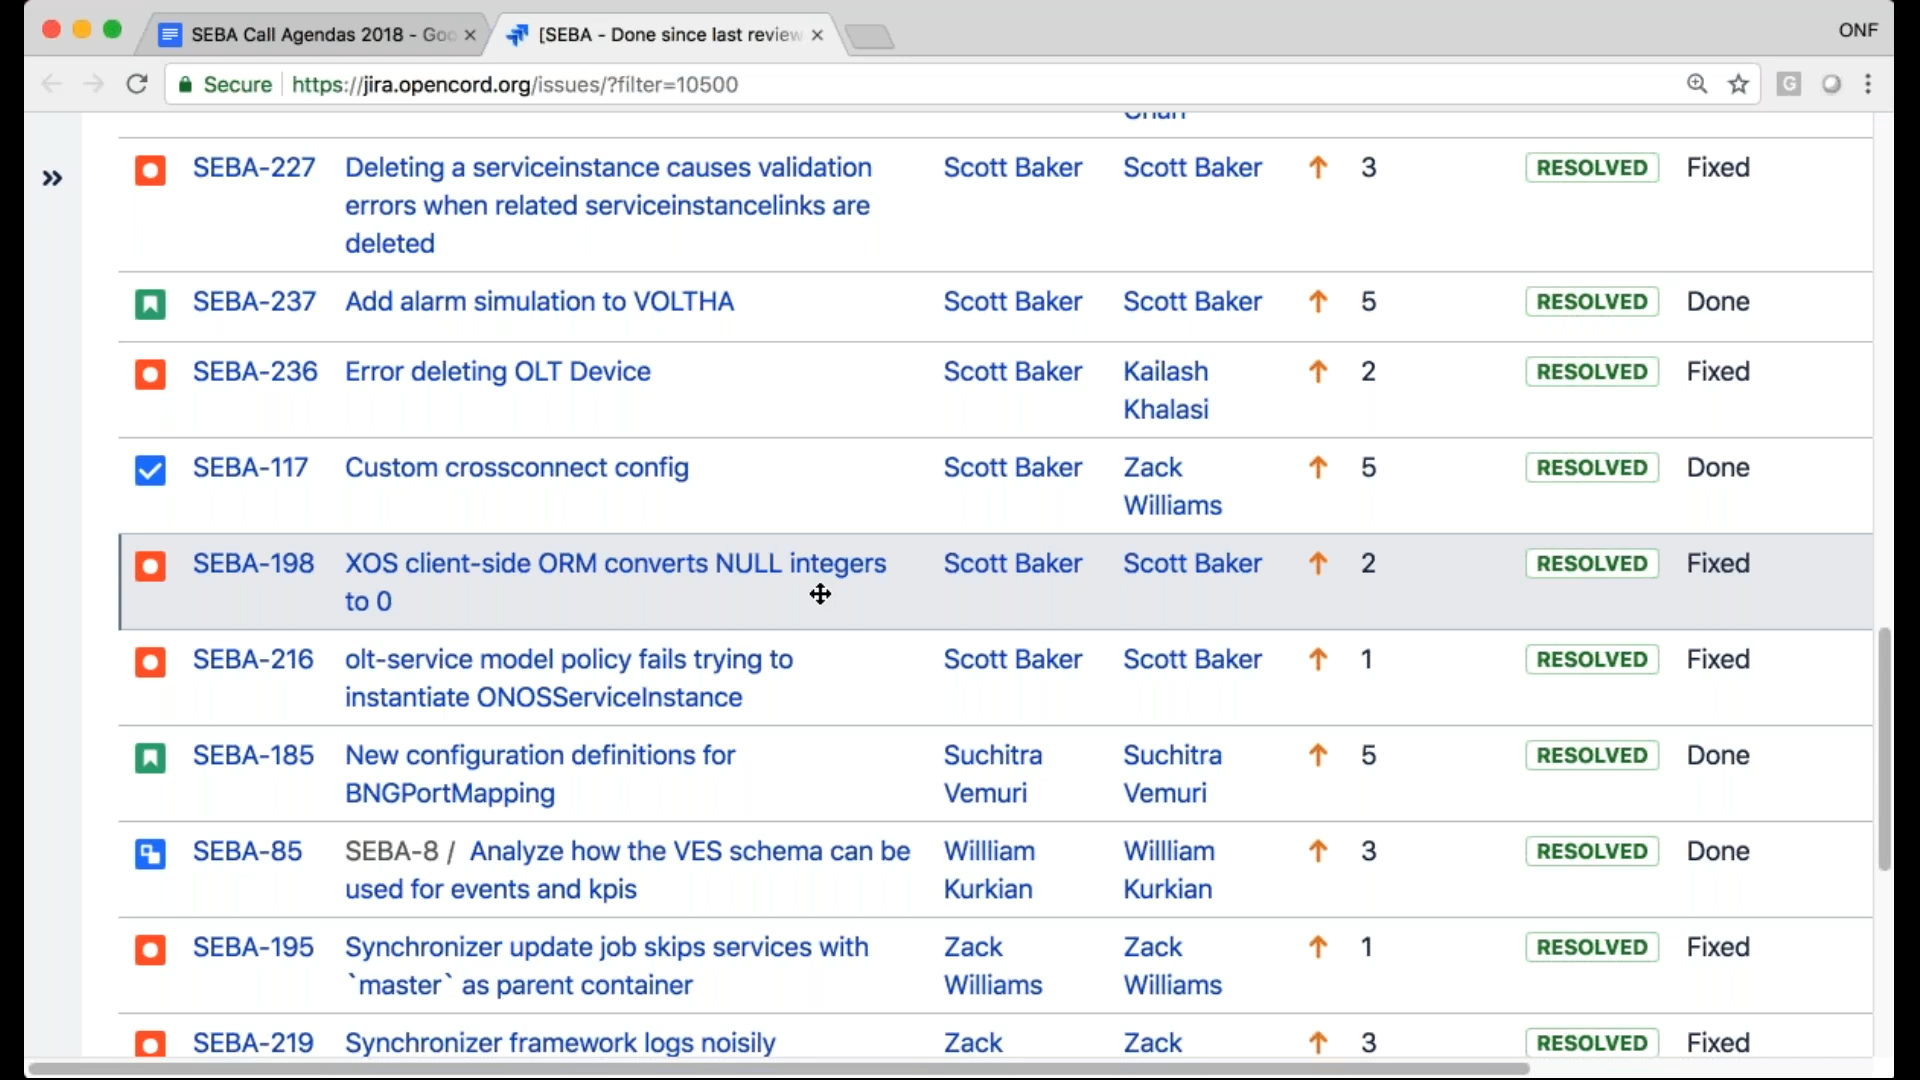 SEBA Call Agendas 2018 - Goo
[SEBA - Done since last review
ONF
Secure
https://jira.opencord.org/issues/?filter=10500
SEBA-227 Deleting a serviceinstance causes validation Scott Baker Scott Baker 3 RESOLVED Fixed
errors when related serviceinstancelinks are
deleted
SEBA-237 Add alarm simulation to VOLTHA Scott Baker Scott Baker 5 RESOLVED Done
SEBA-236 Error deleting OLT Device Scott Baker Kailash 2 RESOLVED Fixed
Khalasi
SEBA-117 Custom crossconnect config Scott Baker Zack 5 RESOLVED Done
Williams
SEBA-198 XOS client-side ORM converts NULL integers Scott Baker Scott Baker 2 RESOLVED Fixed
to 0
SEBA-216 olt-service model policy fails trying to Scott Baker Scott Baker 1 RESOLVED Fixed
instantiate ONOSServiceInstance
SEBA-185 New configuration definitions for Suchitra Suchitra 5 RESOLVED Done
BNGPortMapping Vemuri Vemuri
SEBA-85 SEBA-8 / Analyze how the VES schema can be Willliam Willliam 3 RESOLVED Done
used for events and kpis Kurkian Kurkian
SEBA-195 Synchronizer update job skips services with Zack Zack 1 RESOLVED Fixed
`master` as parent container Williams Williams
SEBA-219 Synchronizer framework logs noisily Zack Zack 3 RESOLVED Fixed